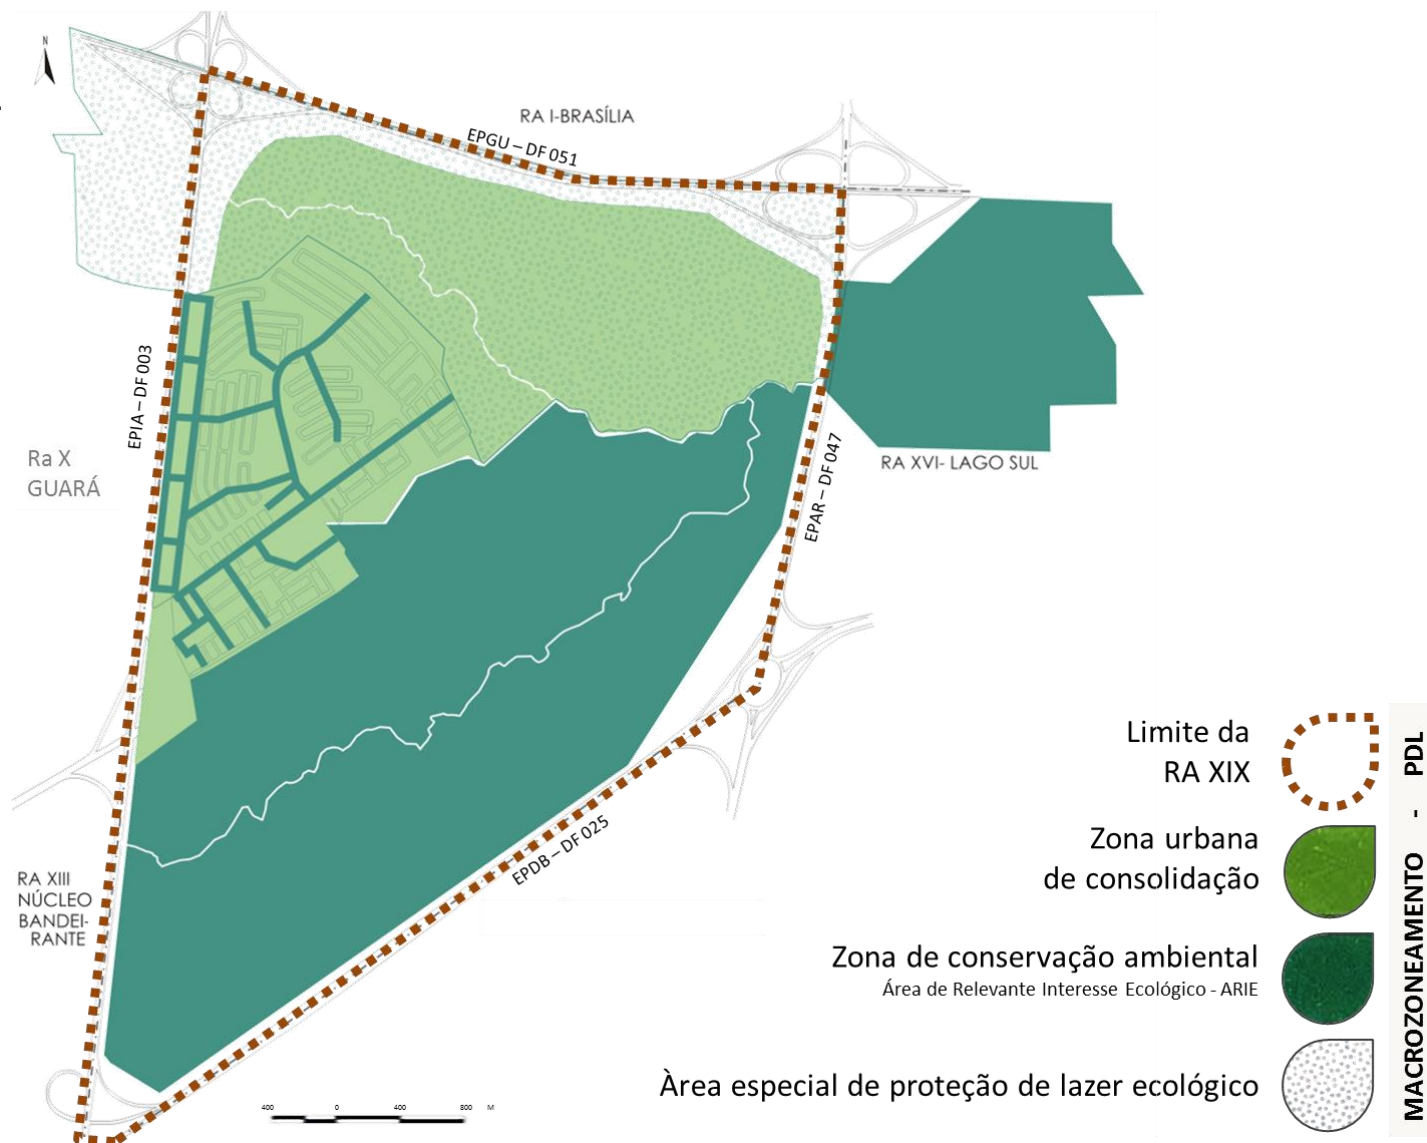 N
RA I-BRASÍLIA
EPGU – DF 051
EPIA – DF 003
Ra X
GUARÁ
RA XVI- LAGO SUL
EPAR – DF 047
EPDB – DF 025
RA XIII
NÚCLEO
BANDEI-
RANTE
400 0 400 800 M
Limite da
RA XIX
Zona urbana
de consolidação
Zona de conservação ambiental
Área de Relevante Interesse Ecológico - ARIE
Àrea especial de proteção de lazer ecológico
MACROZONEAMENTO - PDL